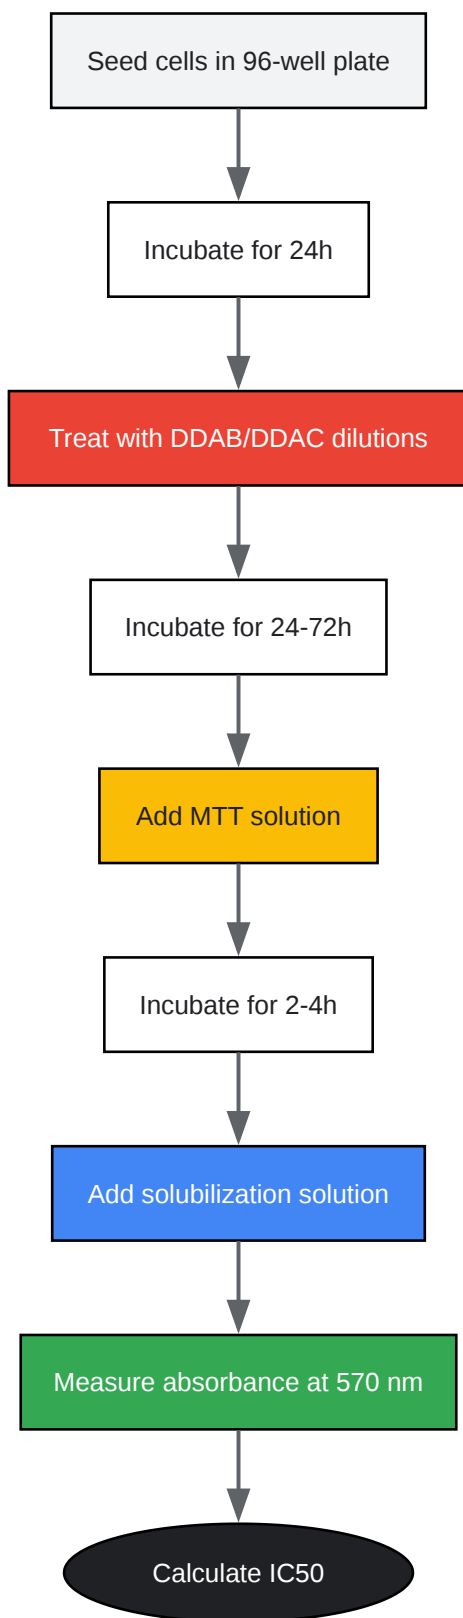 Seed cells in 96-well plate
Incubate for 24h
Treat with DDAB/DDAC dilutions
Incubate for 24-72h
Add MTT solution
Incubate for 2-4h
Add solubilization solution
Measure absorbance at 570 nm
Calculate IC50